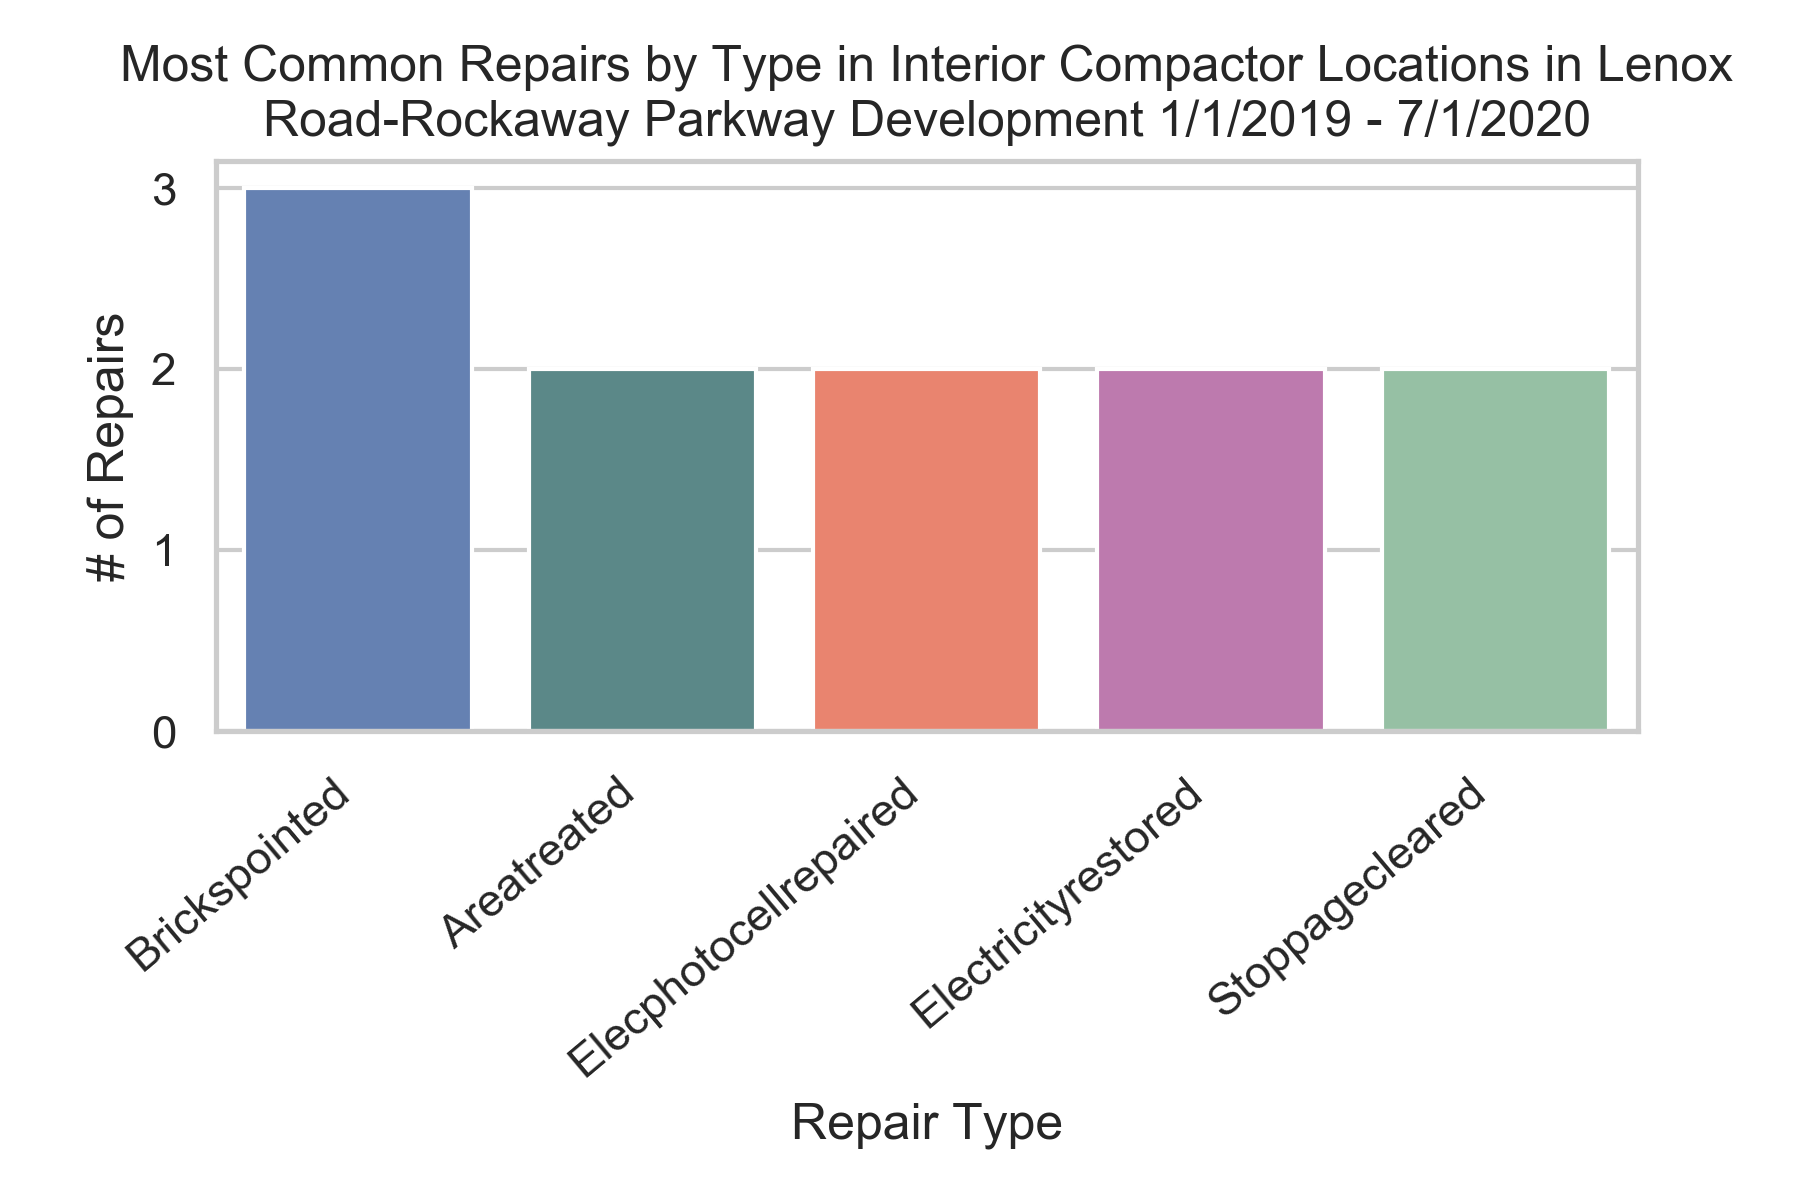 Most Common Repairs by Type in Interior Compactor Locations in Lenox
Road-Rockaway Parkway Development 1/1/2019 - 7/1/2020
# of Repairs
3
2
1
0
Brickspointed
Areatreated
Elecphotocellrepaired
Electricityrestored
Stoppagecleared
Repair Type